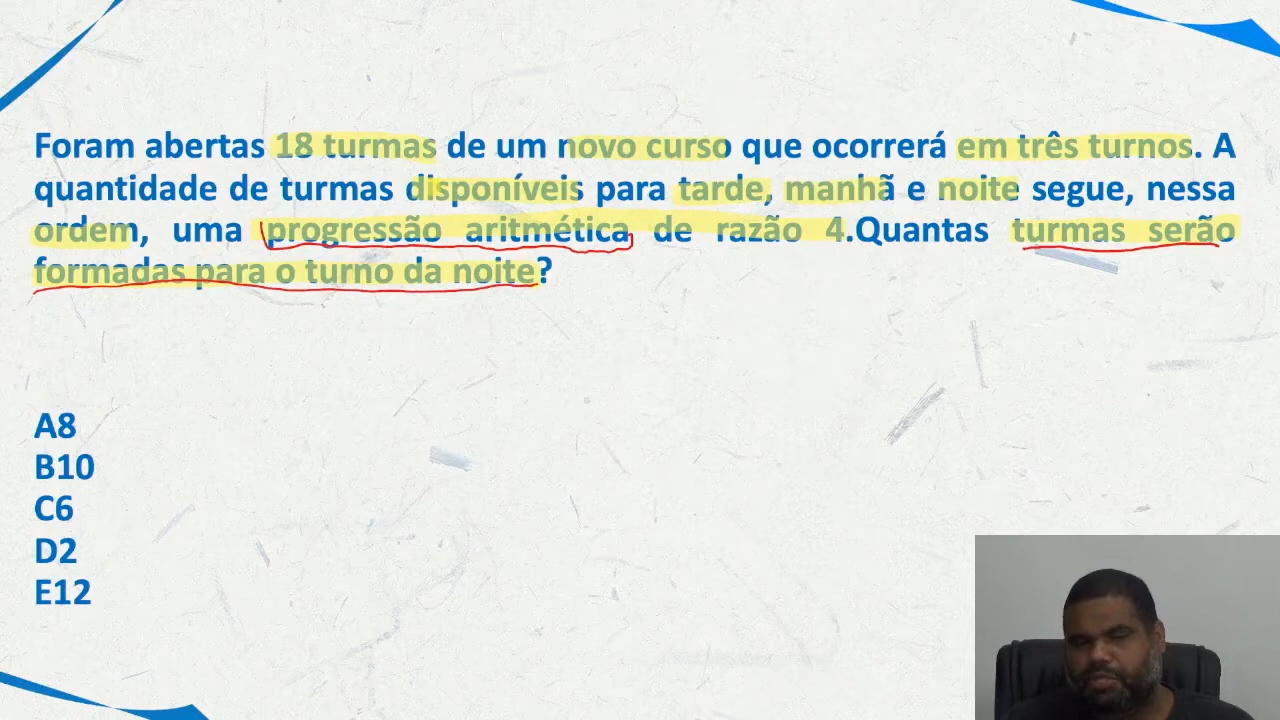 Foram abertas 18 turmas de um novo curso que ocorrerá em três turnos. A
quantidade de turmas disponíveis para tarde, manhã e noite segue, nessa
ordem, uma progressão aritmética de razão 4.Quantas turmas serão
formadas para o turno da noite?
A8
B10
C6
D2
E12